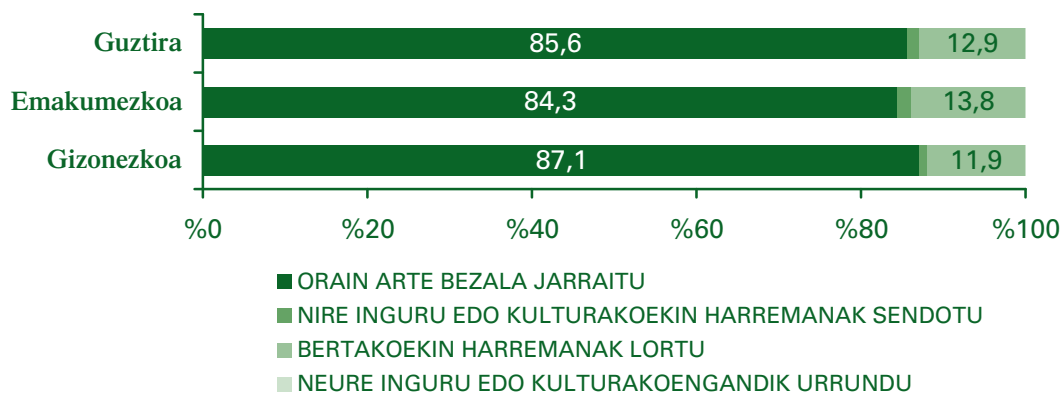 Guztira 85,6 12,9
Emakumezkoa 84,3 13,8
Gizonezkoa 87,1 11,9
%0 %20 %40 %60 %80 %100
ORAIN ARTE BEZALA JARRAITU
NIRE INGURU EDO KULTURAKOEKIN HARREMANAK SENDOTU
BERTAKOEKIN HARREMANAK LORTU
NEURE INGURU EDO KULTURAKOENGANDIK URRUNDU